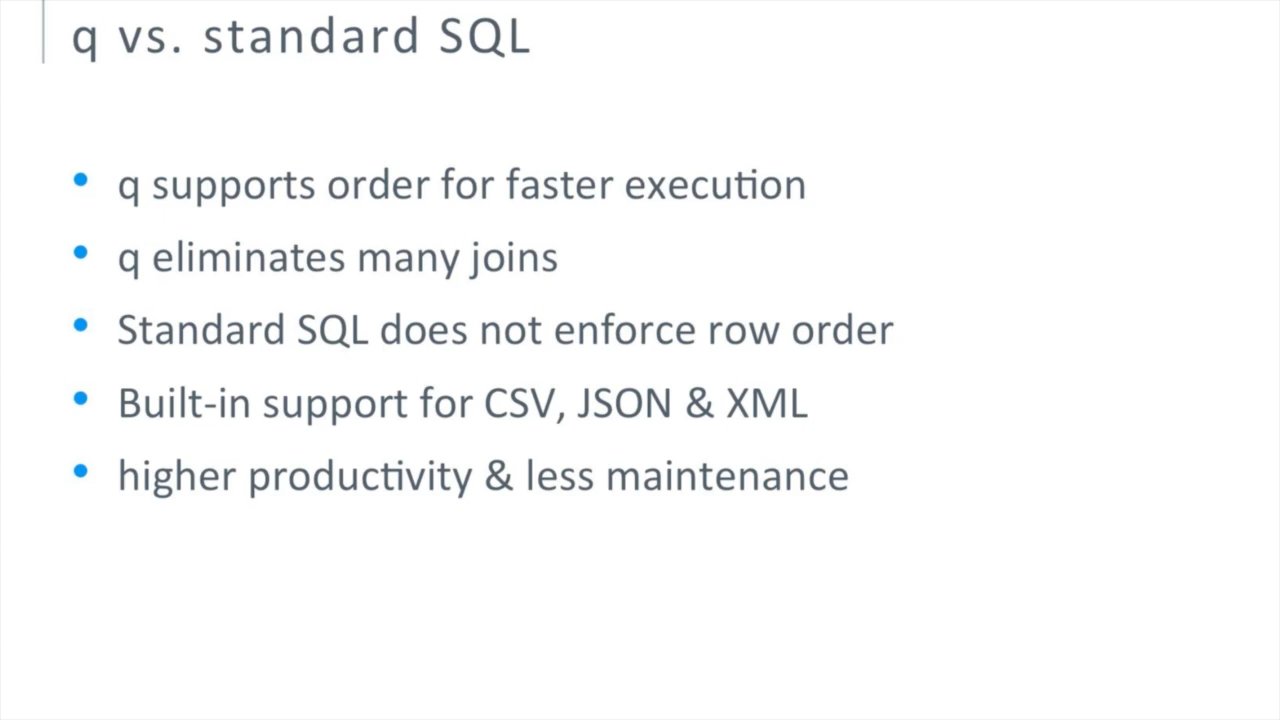 q vs. standard SQL
• q supports order for faster execution
• q eliminates many joins
• Standard SQL does not enforce row order
• Built-in support for CSV, JSON & XML
• higher productivity & less maintenance